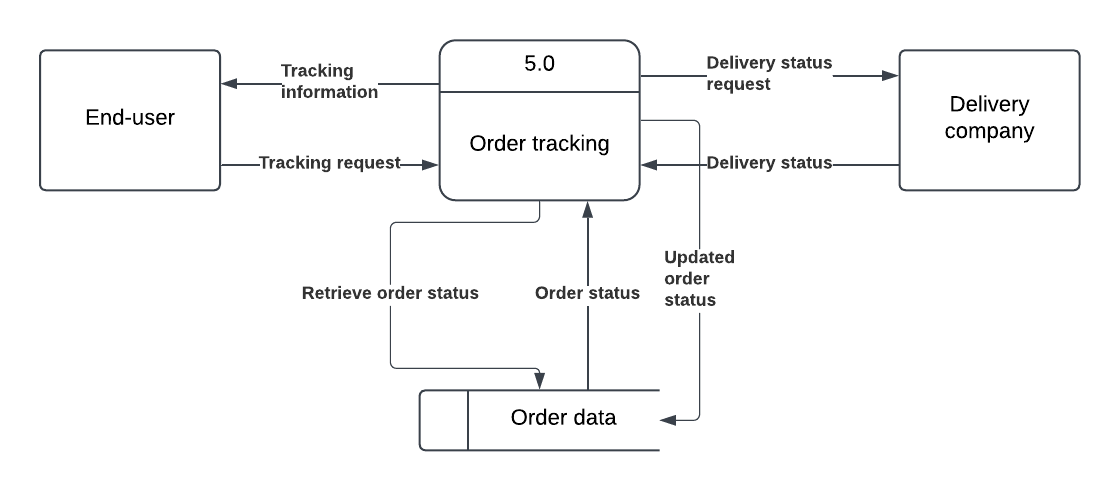 5.0
Tracking
information
Delivery status
request
End-user
Delivery
company
Order tracking
Tracking request
Delivery status
Updated
order
status
Retrieve order status
Order status
Order data